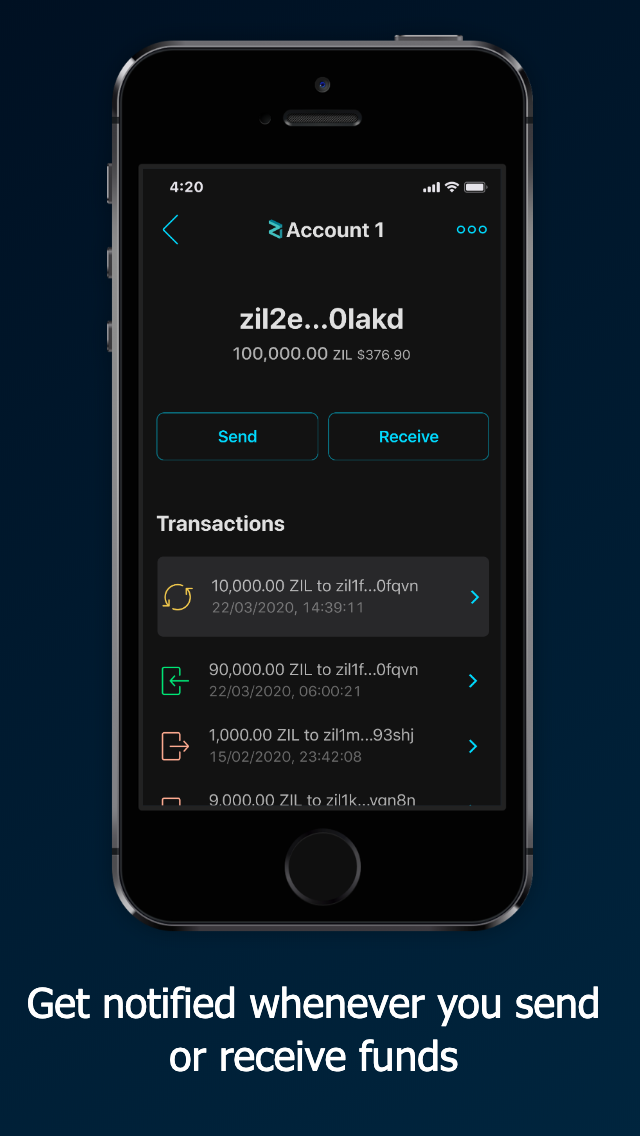 4:20
Account 1
zil2e...0lakd
100,000.00 ZIL $376.90
Send
Receive
Transactions
10,000.00 ZIL to zil1f...0fqvn
22/03/2020, 14:39:11
90,000.00 ZIL to zil1f...0fqvn
22/03/2020, 06:00:21
1,000.00 ZIL to zil1m...93shj
15/02/2020, 23:42:08
9,000.00 ZIL to zil1k...vgn8n
Get notified whenever you send
or receive funds